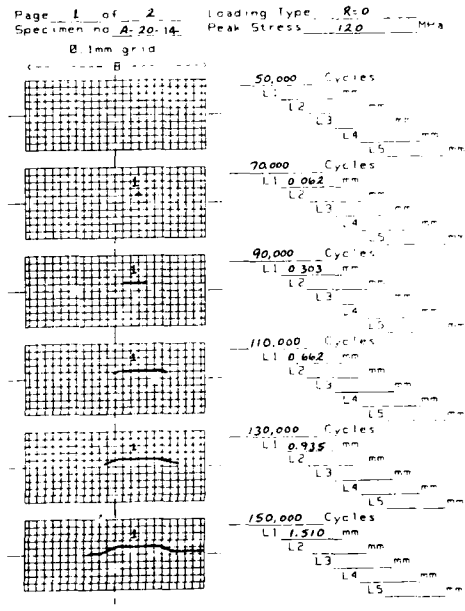 Page 1 of 2 Loading Type R=0
Specimen no A-20-14 Peak Stress 120 MPa
0.1mm grid
B
50,000 Cycles
L1 mm
L2 mm
L3 mm
L4 mm
L5 mm
1
70,000 Cycles
L1 0.062 mm
L2 mm
L3 mm
L4 mm
L5 mm
1
90,000 Cycles
L1 0.303 mm
L2 mm
L3 mm
L4 mm
L5 mm
1
110,000 Cycles
L1 0.662 mm
L2 mm
L3 mm
L4 mm
L5 mm
1
130,000 Cycles
L1 0.935 mm
L2 mm
L3 mm
L4 mm
L5 mm
1
150,000 Cycles
L1 1.510 mm
L2 mm
L3 mm
L4 mm
L5 mm